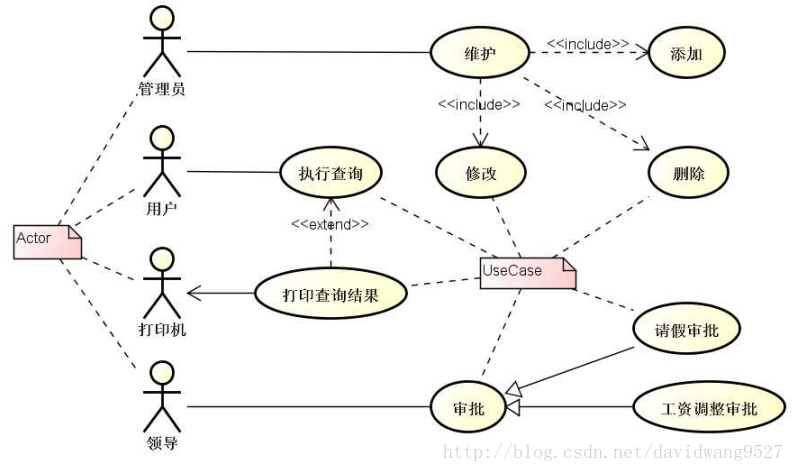 维护
<<include>>
添加
管理员
<<include>>
<<include>>
执行查询
修改
删除
用户
<<extend>>
Actor
UseCase
打印查询结果
打印机
请假审批
审批
工资调整审批
领导
http://blog.csdn.net/davidwang9527